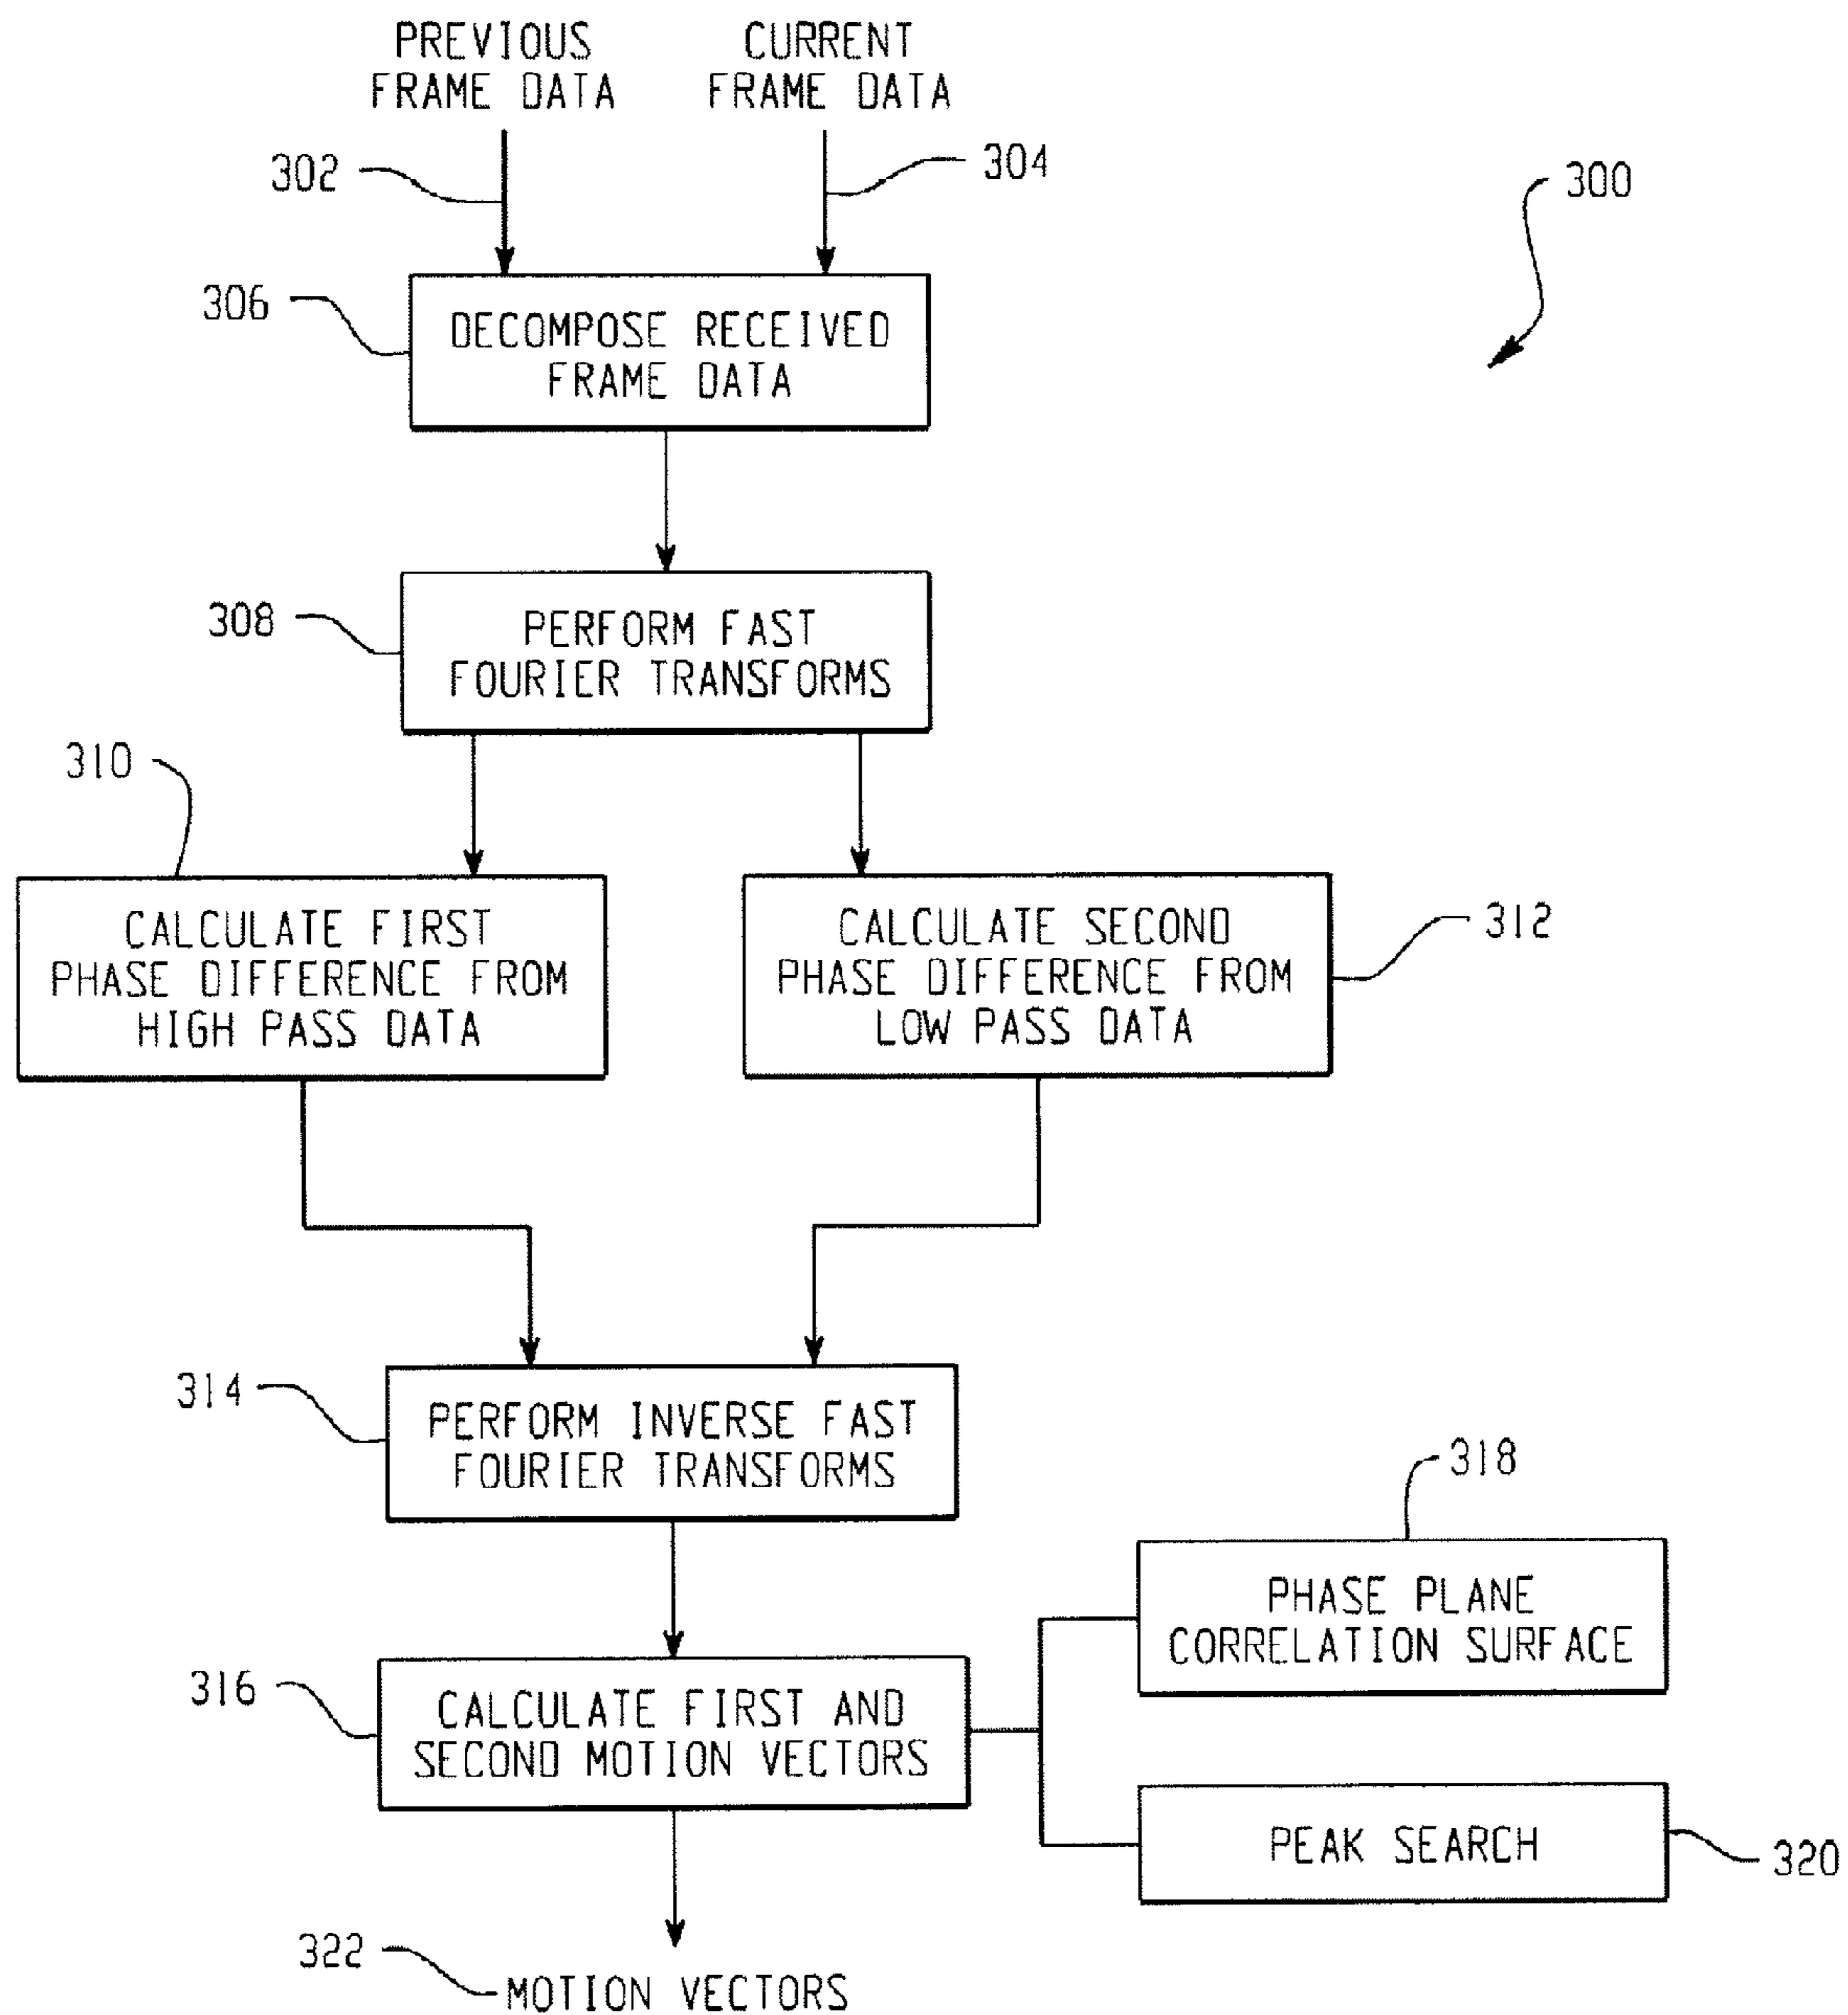 PREVIOUS
FRAME DATA
CURRENT
FRAME DATA
302
304
300
306
DECOMPOSE RECEIVED
FRAME DATA
308
PERFORM FAST
FOURIER TRANSFORMS
310
CALCULATE FIRST
PHASE DIFFERENCE FROM
HIGH PASS DATA
CALCULATE SECOND
PHASE DIFFERENCE FROM
LOW PASS DATA
312
314
PERFORM INVERSE FAST
FOURIER TRANSFORMS
318
PHASE PLANE
CORRELATION SURFACE
316
CALCULATE FIRST AND
SECOND MOTION VECTORS
PEAK SEARCH
320
322
MOTION VECTORS